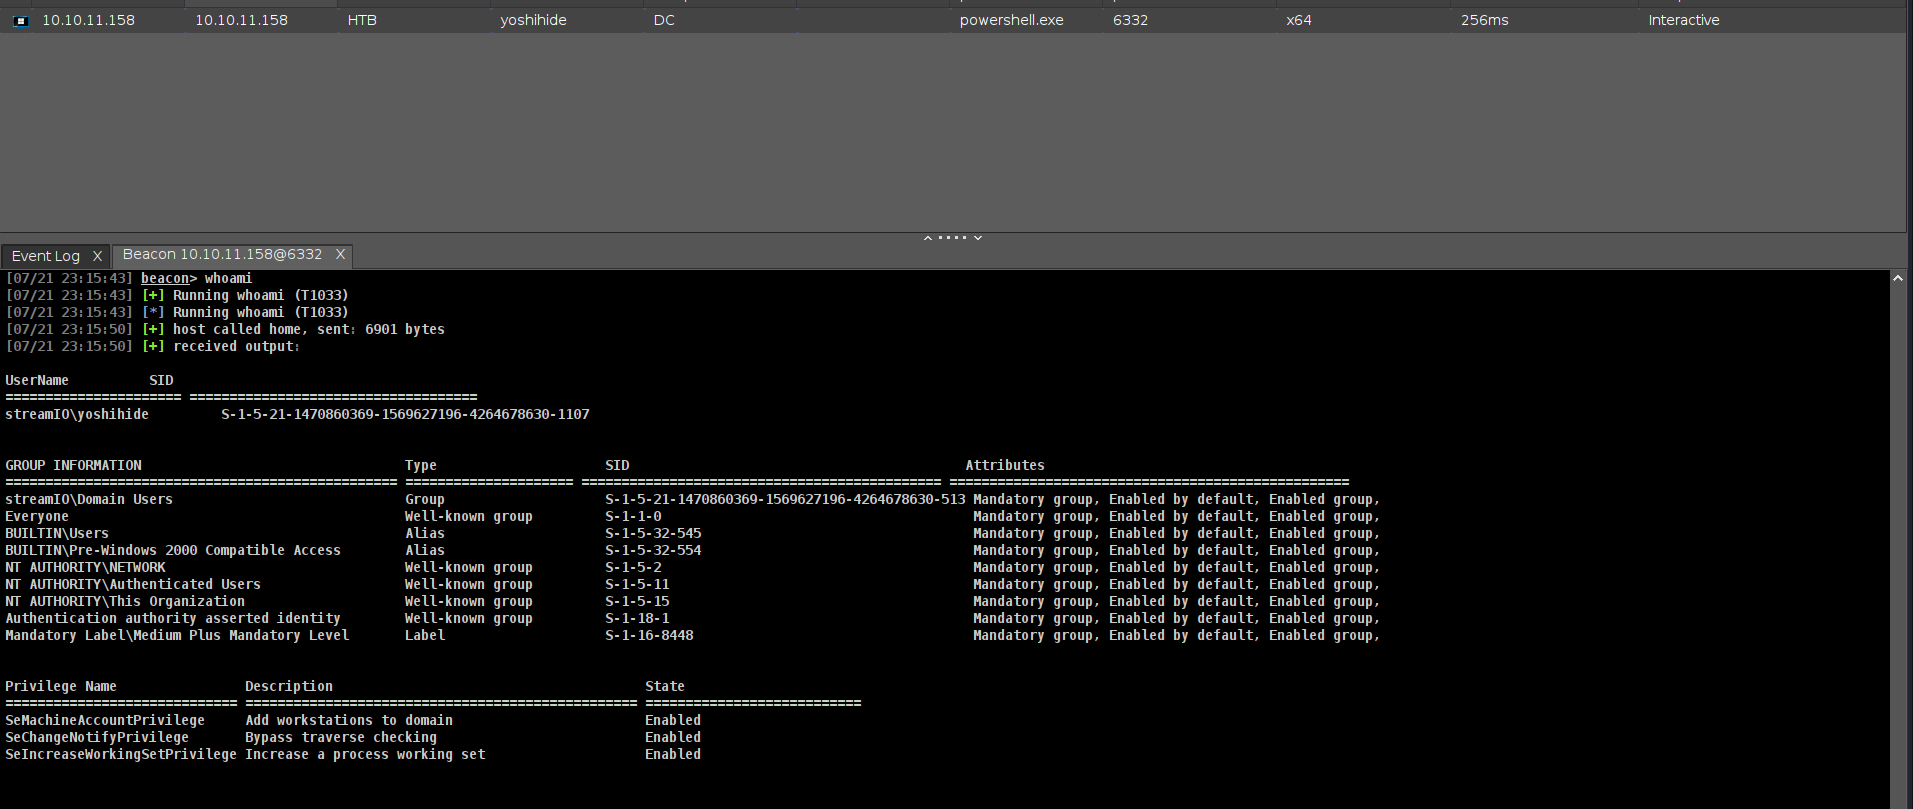 10.10.11.158 10.10.11.158 HTB yoshihide DC powershell.exe 6332 x64 256ms Interactive
Event Log X Beacon 10.10.11.158@6332 X
[07/21 23:15:43] beacon> whoami
[07/21 23:15:43] [+] Running whoami (T1033)
[07/21 23:15:43] [*] Running whoami (T1033)
[07/21 23:15:50] [+] host called home, sent: 6901 bytes
[07/21 23:15:50] [+] received output:
UserName SID
====================== ====================================
streamIO\yoshihide S-1-5-21-1470860369-1569627196-4264678630-1107
GROUP INFORMATION Type SID Attributes
================================================= ===================== ============================================= ==================================================
streamIO\Domain Users Group S-1-5-21-1470860369-1569627196-4264678630-513 Mandatory group, Enabled by default, Enabled group,
Everyone Well-known group S-1-1-0 Mandatory group, Enabled by default, Enabled group,
BUILTIN\Users Alias S-1-5-32-545 Mandatory group, Enabled by default, Enabled group,
BUILTIN\Pre-Windows 2000 Compatible Access Alias S-1-5-32-554 Mandatory group, Enabled by default, Enabled group,
NT AUTHORITY\NETWORK Well-known group S-1-5-2 Mandatory group, Enabled by default, Enabled group,
NT AUTHORITY\Authenticated Users Well-known group S-1-5-11 Mandatory group, Enabled by default, Enabled group,
NT AUTHORITY\This Organization Well-known group S-1-5-15 Mandatory group, Enabled by default, Enabled group,
Authentication authority asserted identity Well-known group S-1-18-1 Mandatory group, Enabled by default, Enabled group,
Mandatory Label\Medium Plus Mandatory Level Label S-1-16-8448 Mandatory group, Enabled by default, Enabled group,
Privilege Name Description State
============================= ================================================= ===========================
SeMachineAccountPrivilege Add workstations to domain Enabled
SeChangeNotifyPrivilege Bypass traverse checking Enabled
SeIncreaseWorkingSetPrivilege Increase a process working set Enabled